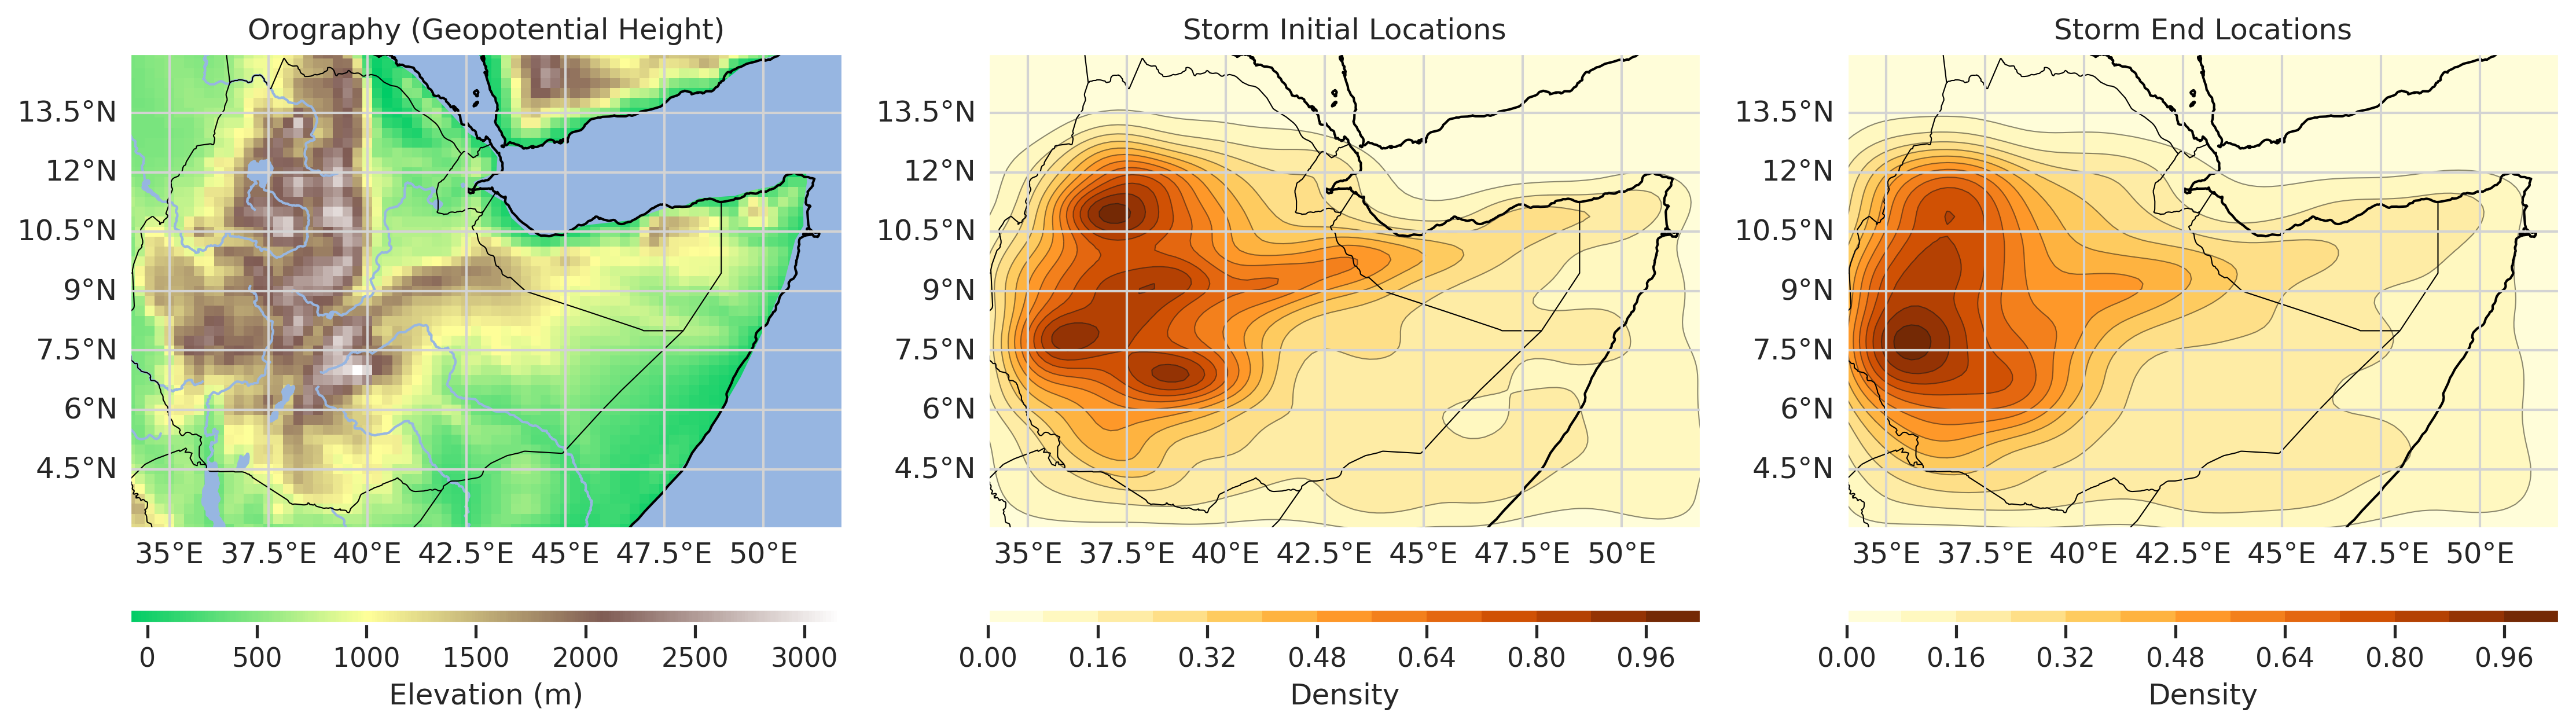 Orography (Geopotential Height)
13.5°N
12°N
10.5°N
9°N
7.5°N
6°N
4.5°N
35°E 37.5°E 40°E 42.5°E 45°E 47.5°E 50°E
0 500 1000 1500 2000 2500 3000
Elevation (m)
Storm Initial Locations
13.5°N
12°N
10.5°N
9°N
7.5°N
6°N
4.5°N
35°E 37.5°E 40°E 42.5°E 45°E 47.5°E 50°E
0.00 0.16 0.32 0.48 0.64 0.80 0.96
Density
Storm End Locations
13.5°N
12°N
10.5°N
9°N
7.5°N
6°N
4.5°N
35°E 37.5°E 40°E 42.5°E 45°E 47.5°E 50°E
0.00 0.16 0.32 0.48 0.64 0.80 0.96
Density